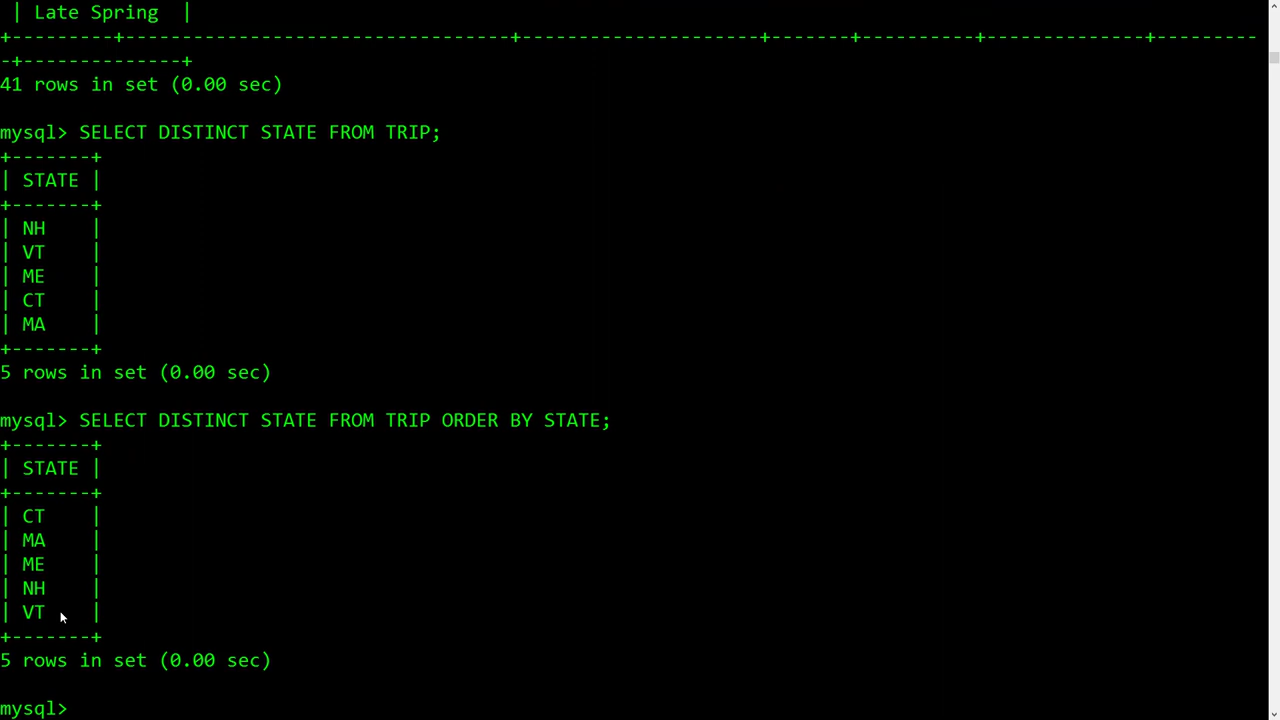 | Late Spring  |
+---------+----------------------------------+---------------------+-------+----------+--------------+---------
-+--------------+
41 rows in set (0.00 sec)
mysql> SELECT DISTINCT STATE FROM TRIP;
+-------+
| STATE |
+-------+
| NH    |
| VT    |
| ME    |
| CT    |
| MA    |
+-------+
5 rows in set (0.00 sec)
mysql> SELECT DISTINCT STATE FROM TRIP ORDER BY STATE;
+-------+
| STATE |
+-------+
| CT    |
| MA    |
| ME    |
| NH    |
| VT    |
+-------+
5 rows in set (0.00 sec)
mysql>